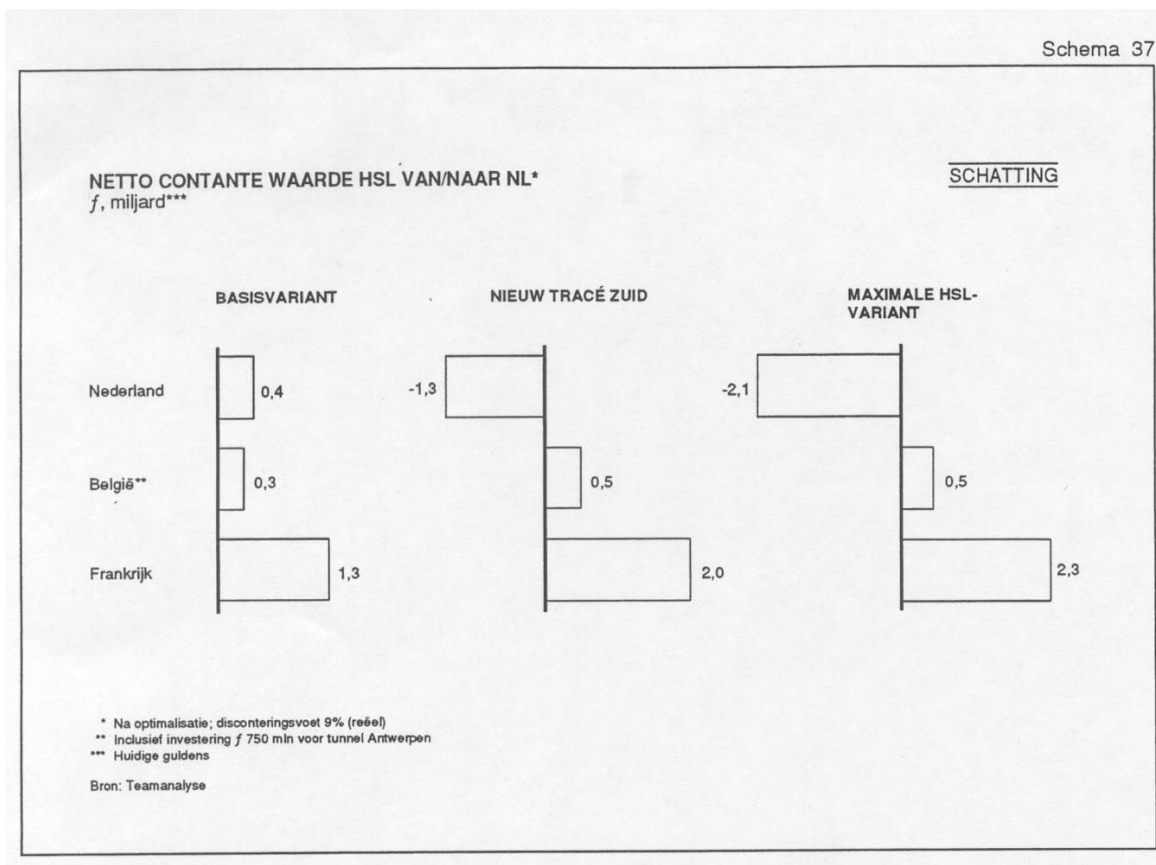 Schema 37
NETTO CONTANTE WAARDE HSL VAN/NAAR NL*
SCHATTING
ƒ, miljard***
BASISVARIANT
NIEUW TRACÉ ZUID
MAXIMALE HSL-
VARIANT
Nederland
0,4
-1,3
-2,1
België**
0,3
0,5
0,5
Frankrijk
1,3
2,0
2,3
* Na optimalisatie; disconteringsvoet 9% (reëel)
** Inclusief investering ƒ 750 mln voor tunnel Antwerpen
*** Huidige guldens
Bron: Teamanalyse